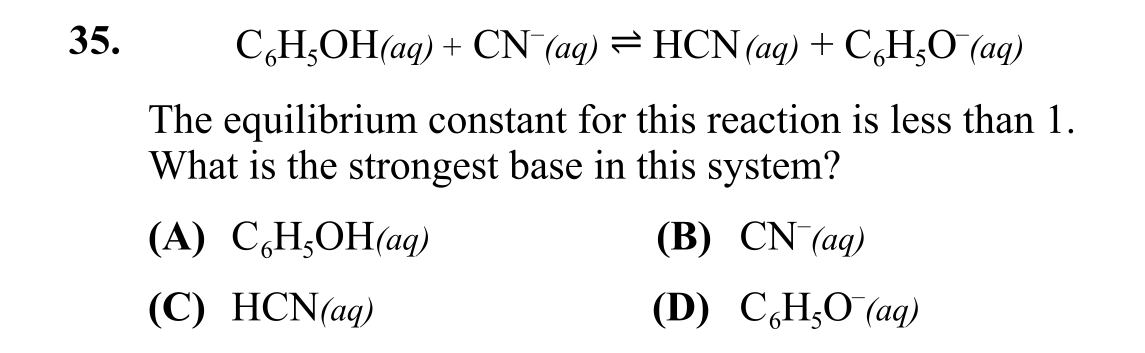 35. C₆H₅OH(aq) + CN⁻(aq) ⇌ HCN(aq) + C₆H₅O⁻(aq)
The equilibrium constant for this reaction is less than 1.
What is the strongest base in this system?
(A) C₆H₅OH(aq) (B) CN⁻(aq)
(C) HCN(aq) (D) C₆H₅O⁻(aq)